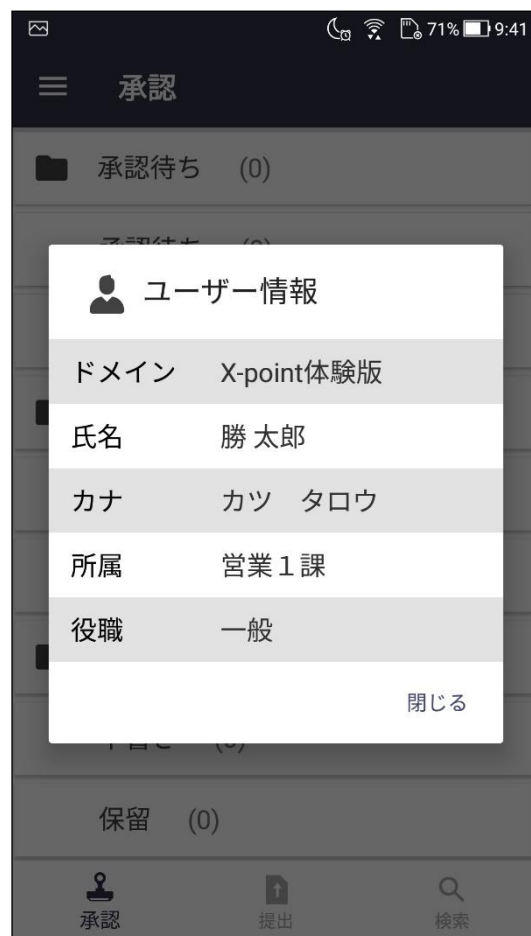 71% 9:41
承認
承認待ち (0)
ユーザー情報
ドメイン X-point体験版
氏名 勝 太郎
カナ カツ タロウ
所属 営業１課
役職 一般
閉じる
保留 (0)
承認 提出 検索